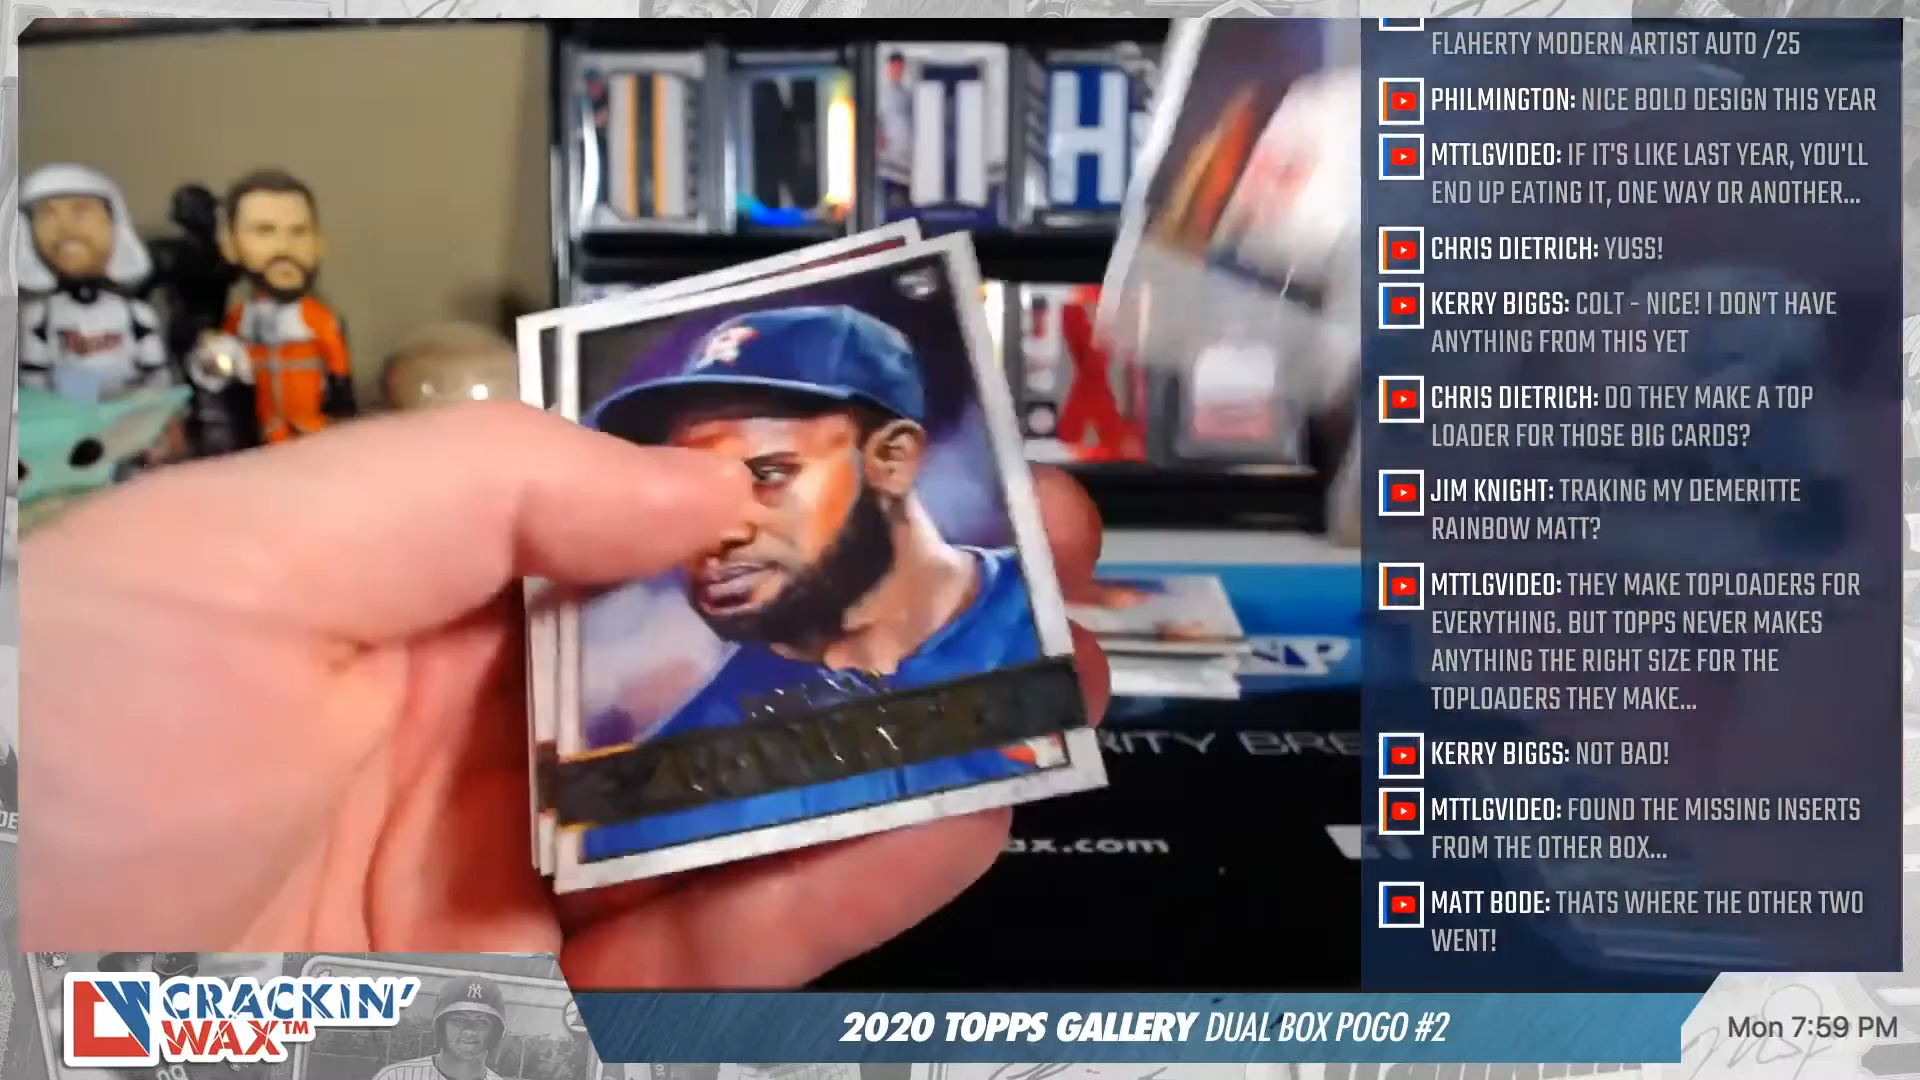 FLAHERTY MODERN ARTIST AUTO /25
PHILMINGTON: NICE BOLD DESIGN THIS YEAR
MTTLGVIDEO: IF IT'S LIKE LAST YEAR, YOU'LL
END UP EATING IT, ONE WAY OR ANOTHER...
CHRIS DIETRICH: YUSS!
KERRY BIGGS: COLT - NICE! I DON'T HAVE
ANYTHING FROM THIS YET
CHRIS DIETRICH: DO THEY MAKE A TOP
LOADER FOR THOSE BIG CARDS?
JIM KNIGHT: TRAKING MY DEMERITTE
RAINBOW MATT?
MTTLGVIDEO: THEY MAKE TOPLOADERS FOR
EVERYTHING. BUT TOPPS NEVER MAKES
ANYTHING THE RIGHT SIZE FOR THE
TOPLOADERS THEY MAKE...
KERRY BIGGS: NOT BAD!
MTTLGVIDEO: FOUND THE MISSING INSERTS
FROM THE OTHER BOX...
MATT BODE: THATS WHERE THE OTHER TWO
WENT!
N T H
ITY BRE
ax.com
CRACKIN'
WAX™
2020 TOPPS GALLERY DUAL BOX POGO #2
Mon 7:59 PM